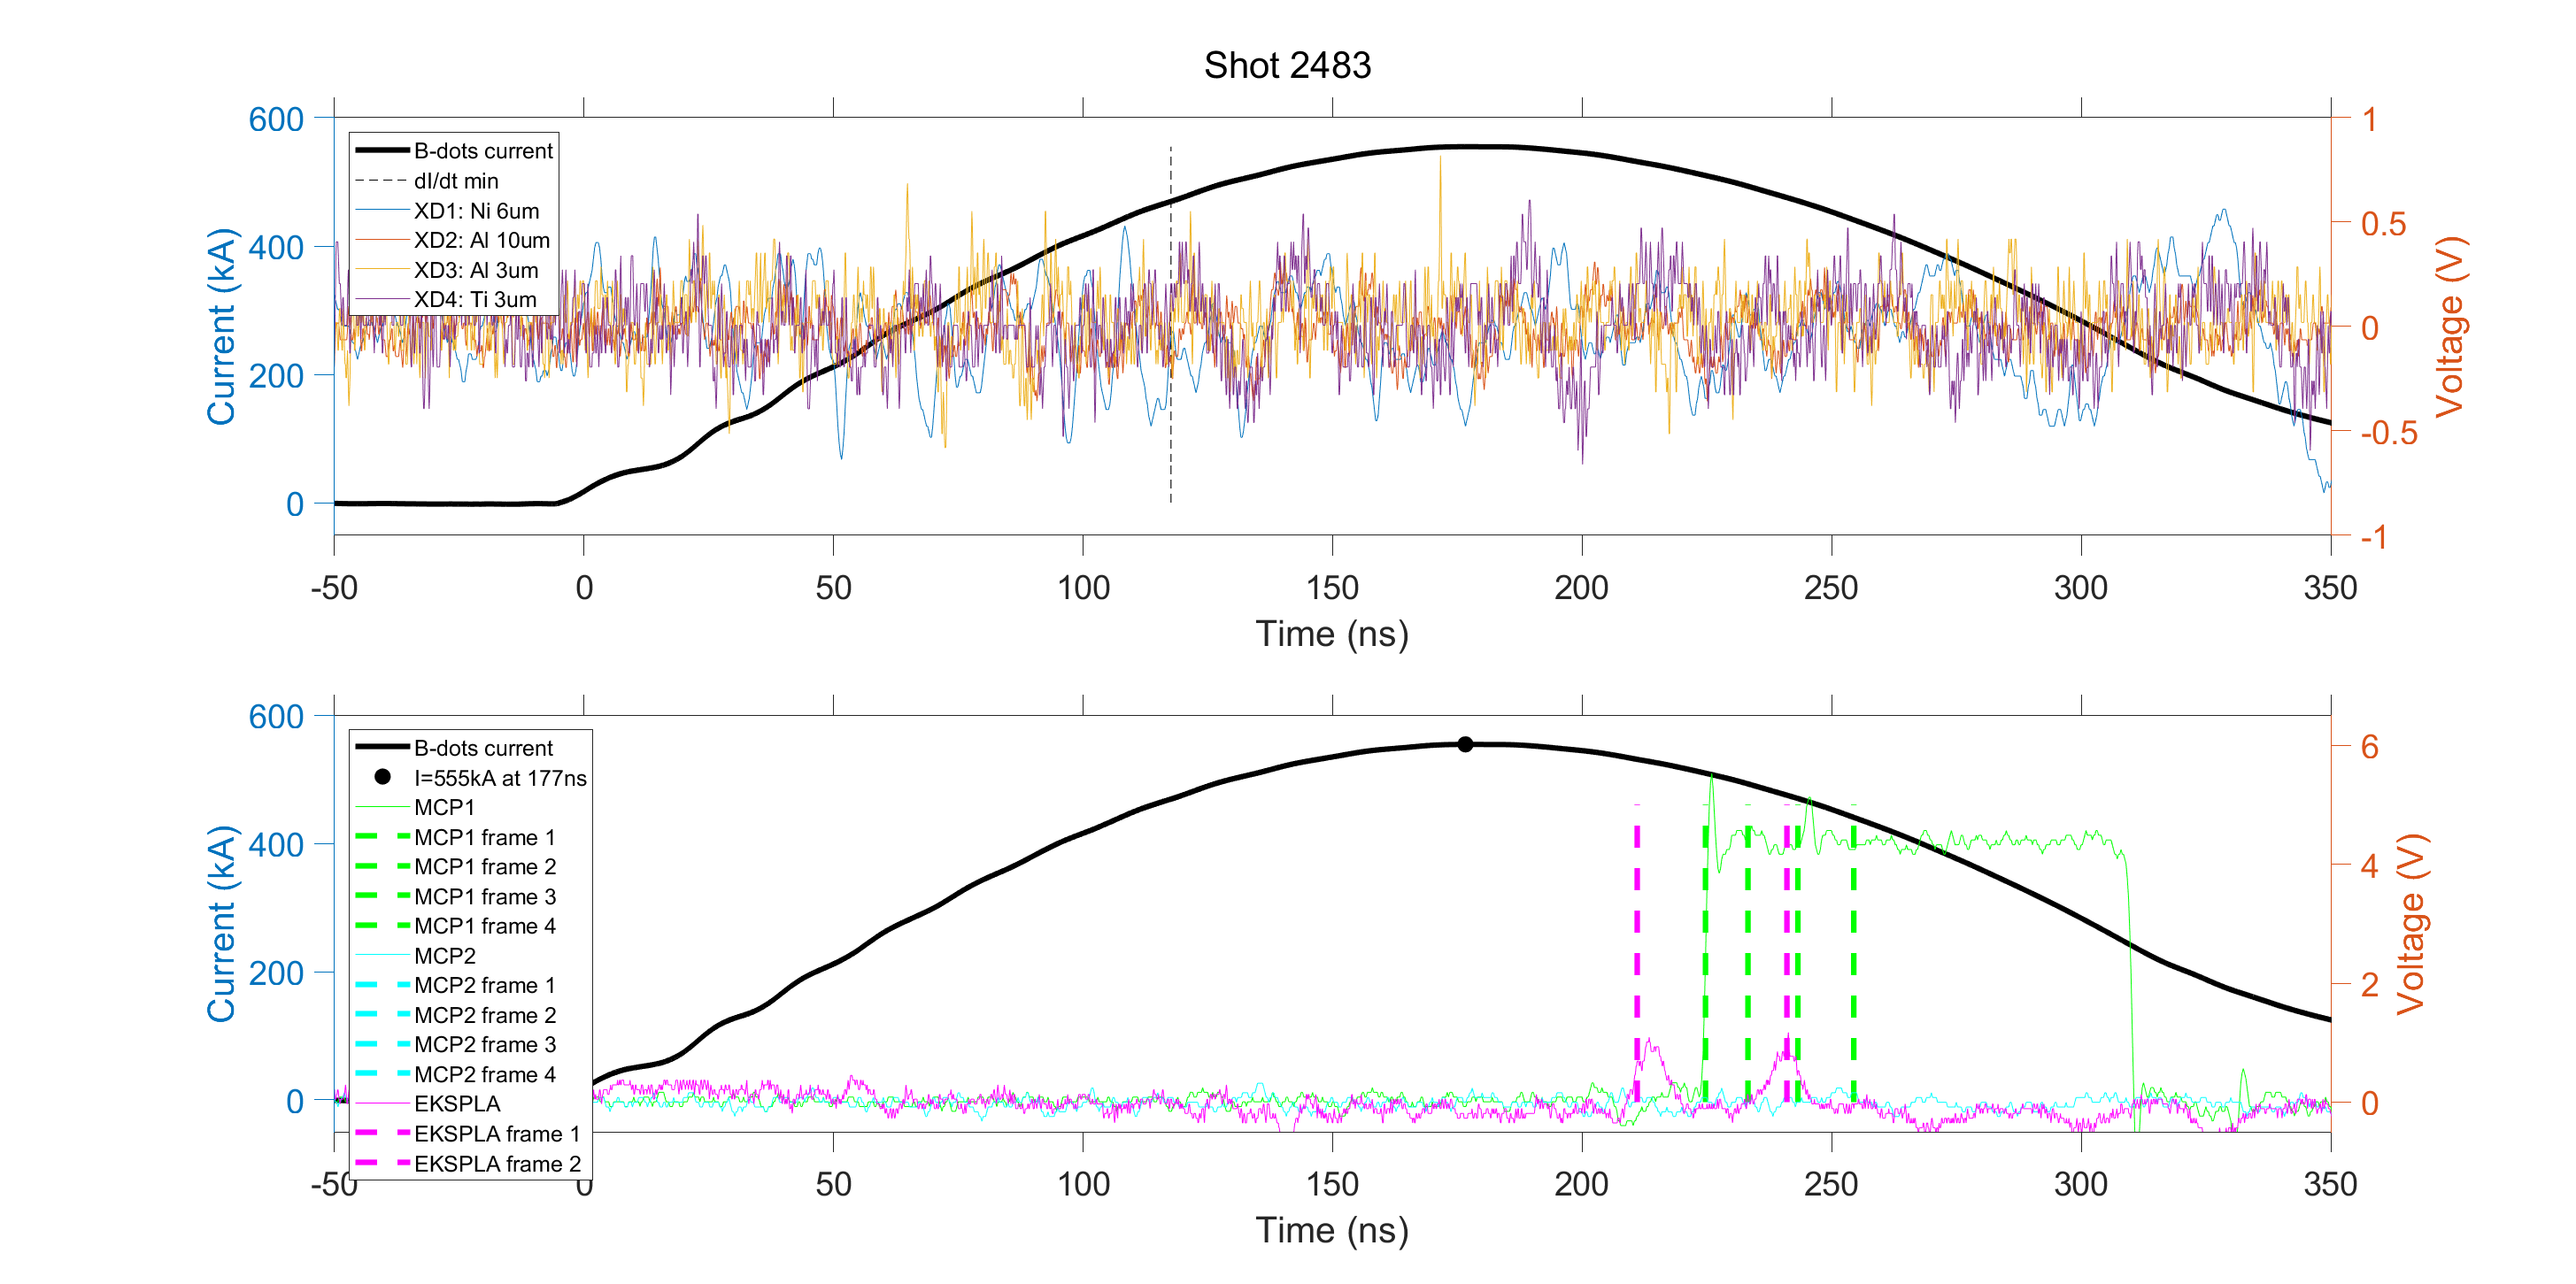 Shot 2483
600
400
200
0
Current (kA)
B-dots current
dI/dt min
XD1: Ni 6um
XD2: Al 10um
XD3: Al 3um
XD4: Ti 3um
1
0.5
0
-0.5
-1
Voltage (V)
-50 0 50 100 150 200 250 300 350
Time (ns)
600
400
200
0
Current (kA)
B-dots current
I=555kA at 177ns
MCP1
MCP1 frame 1
MCP1 frame 2
MCP1 frame 3
MCP1 frame 4
MCP2
MCP2 frame 1
MCP2 frame 2
MCP2 frame 3
MCP2 frame 4
EKSPLA
EKSPLA frame 1
EKSPLA frame 2
6
4
2
0
Voltage (V)
-50 0 50 100 150 200 250 300 350
Time (ns)